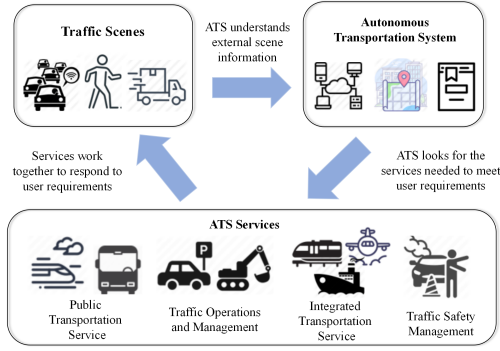 Traffic Scenes
ATS understands
external scene
information
Autonomous
Transportation System
Services work
together to respond to
user requirements
ATS looks for the
services needed to meet
user requirements
ATS Services
P
Public
Transportation
Service
Traffic Operations
and Management
Integrated
Transportation
Service
Traffic Safety
Management